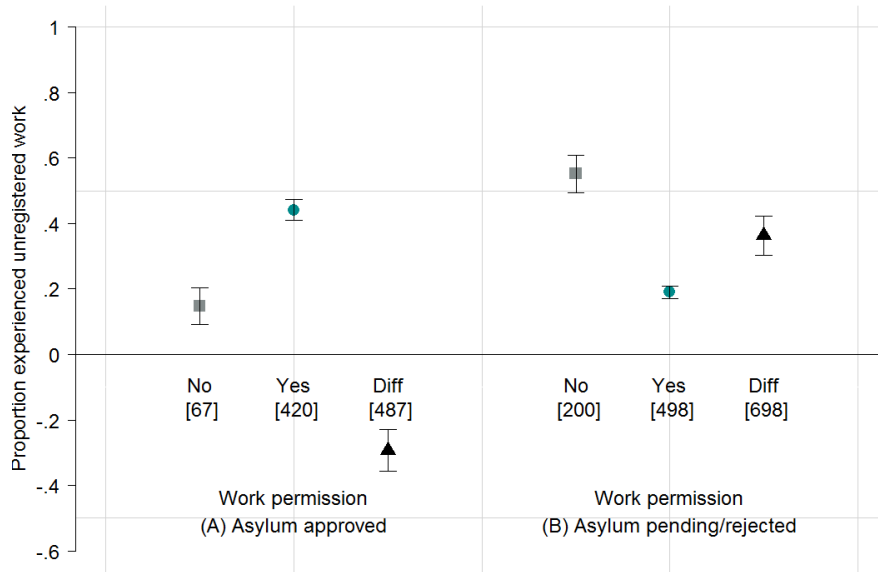 Proportion experienced unregistered work
1
.8
.6
.4
.2
0
-.2
-.4
-.6
No Yes Diff No Yes Diff
[67] [420] [487] [200] [498] [698]
Work permission Work permission
(A) Asylum approved (B) Asylum pending/rejected